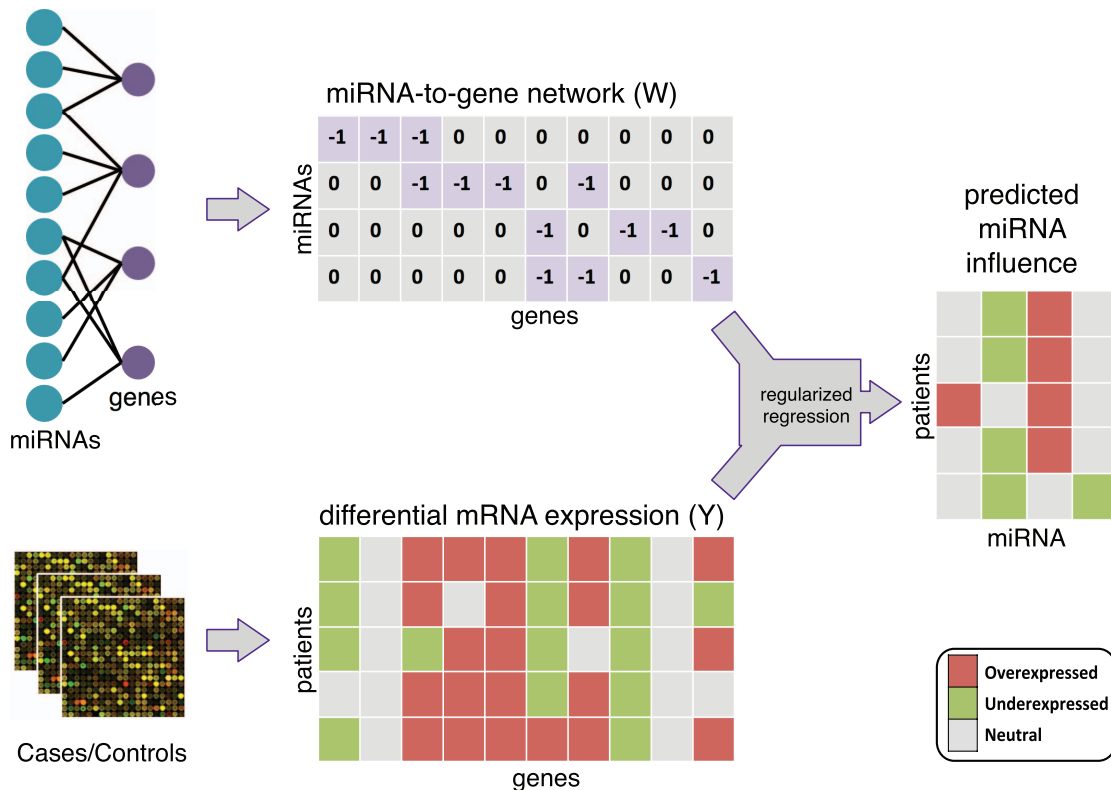 miRNAs
genes
miRNA-to-gene network (W)
miRNAs
-1 -1 -1 0 0 0 0 0 0 0
0 0 -1 -1 -1 0 -1 0 0 0
0 0 0 0 0 -1 0 -1 -1 0
0 0 0 0 0 -1 -1 0 0 -1
genes
Cases/Controls
differential mRNA expression (Y)
patients
genes
regularized
regression
predicted
miRNA
influence
patients
miRNA
Overexpressed
Underexpressed
Neutral